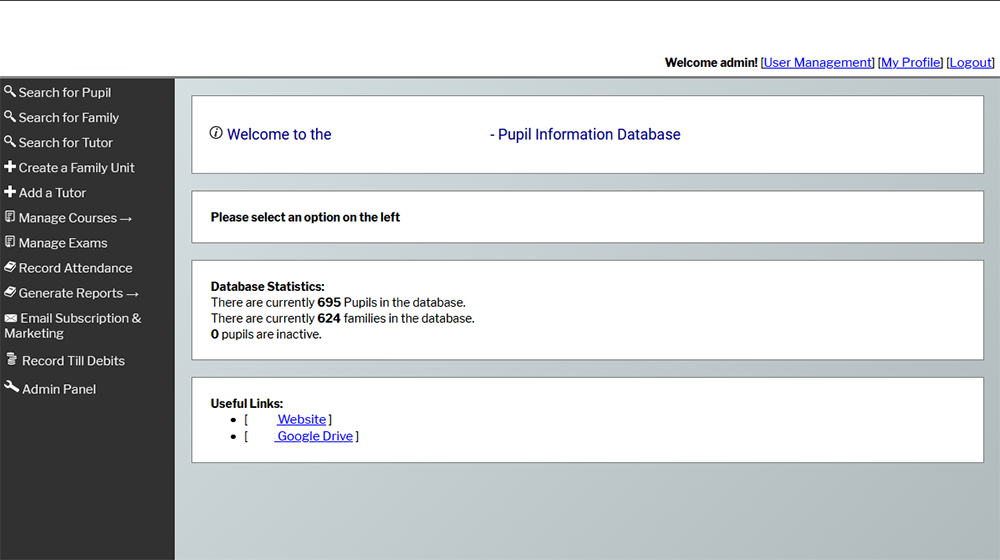 Welcome admin! [User Management] [My Profile] [Logout]
Search for Pupil
Search for Family
Search for Tutor
Create a Family Unit
Add a Tutor
Manage Courses →
Manage Exams
Record Attendance
Generate Reports →
Email Subscription &
Marketing
Record Till Debits
Admin Panel
Welcome to the - Pupil Information Database
Please select an option on the left
Database Statistics:
There are currently 695 Pupils in the database.
There are currently 624 families in the database.
0 pupils are inactive.
Useful Links:
• [ Website ]
• [ Google Drive ]